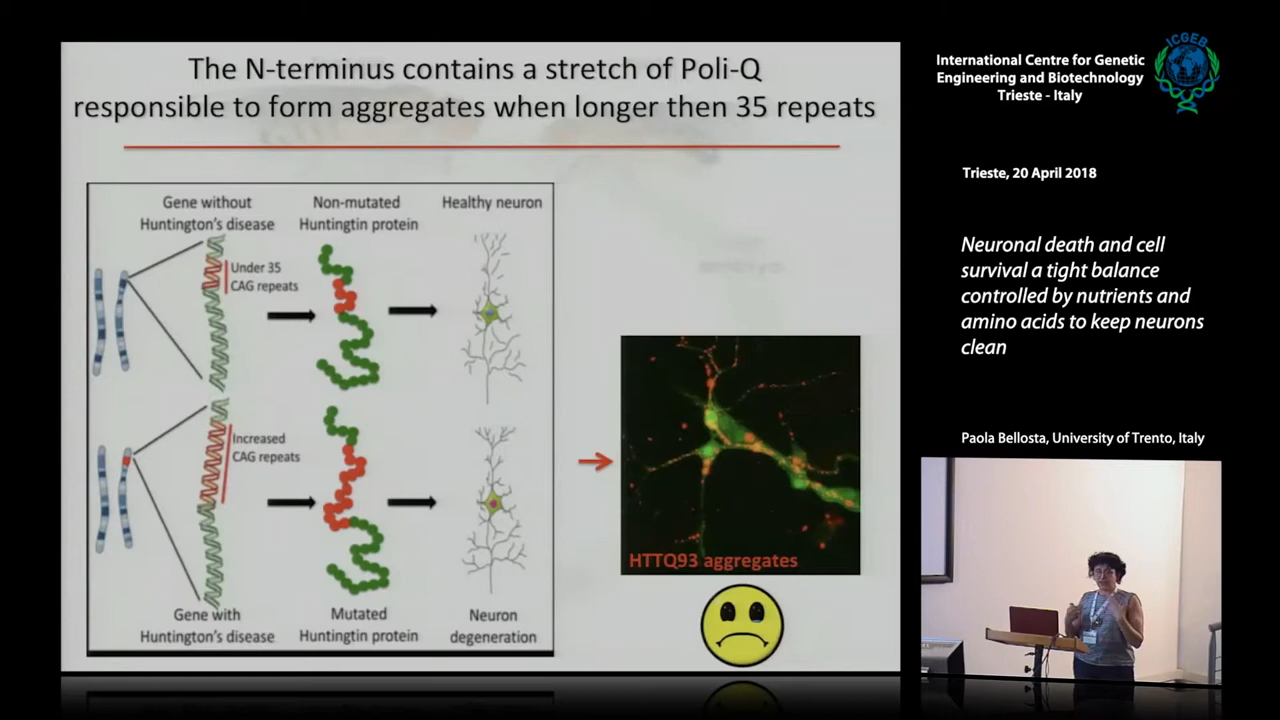 The N-terminus contains a stretch of Poli-Q
responsible to form aggregates when longer then 35 repeats
Gene without
Huntington's disease
Non-mutated
Huntingtin protein
Healthy neuron
Under 35
CAG repeats
Increased
CAG repeats
Gene with
Huntington's disease
Mutated
Huntingtin protein
Neuron
degeneration
HTTQ93 aggregates
International Centre for Genetic
Engineering and Biotechnology
Trieste - Italy
ICGEB
Trieste, 20 April 2018
Neuronal death and cell
survival a tight balance
controlled by nutrients and
amino acids to keep neurons
clean
Paola Bellosta, University of Trento, Italy